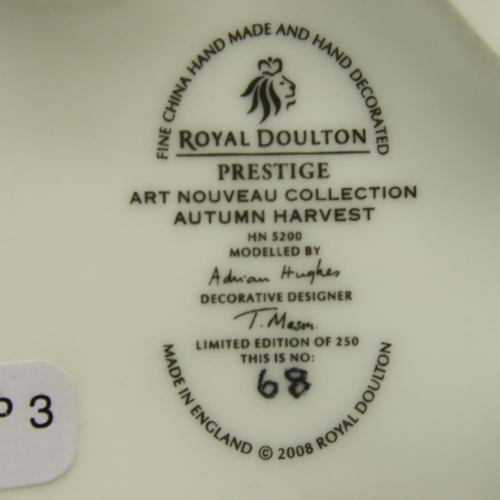 FINE CHINA HAND MADE AND HAND DECORATED
ROYAL DOULTON
PRESTIGE
ART NOUVEAU COLLECTION
AUTUMN HARVEST
HN 5200
MODELLED BY
Adrian Hughes
DECORATIVE DESIGNER
T. Mason.
LIMITED EDITION OF 250
THIS IS NO:
68
MADE IN ENGLAND © 2008 ROYAL DOULTON
P 3